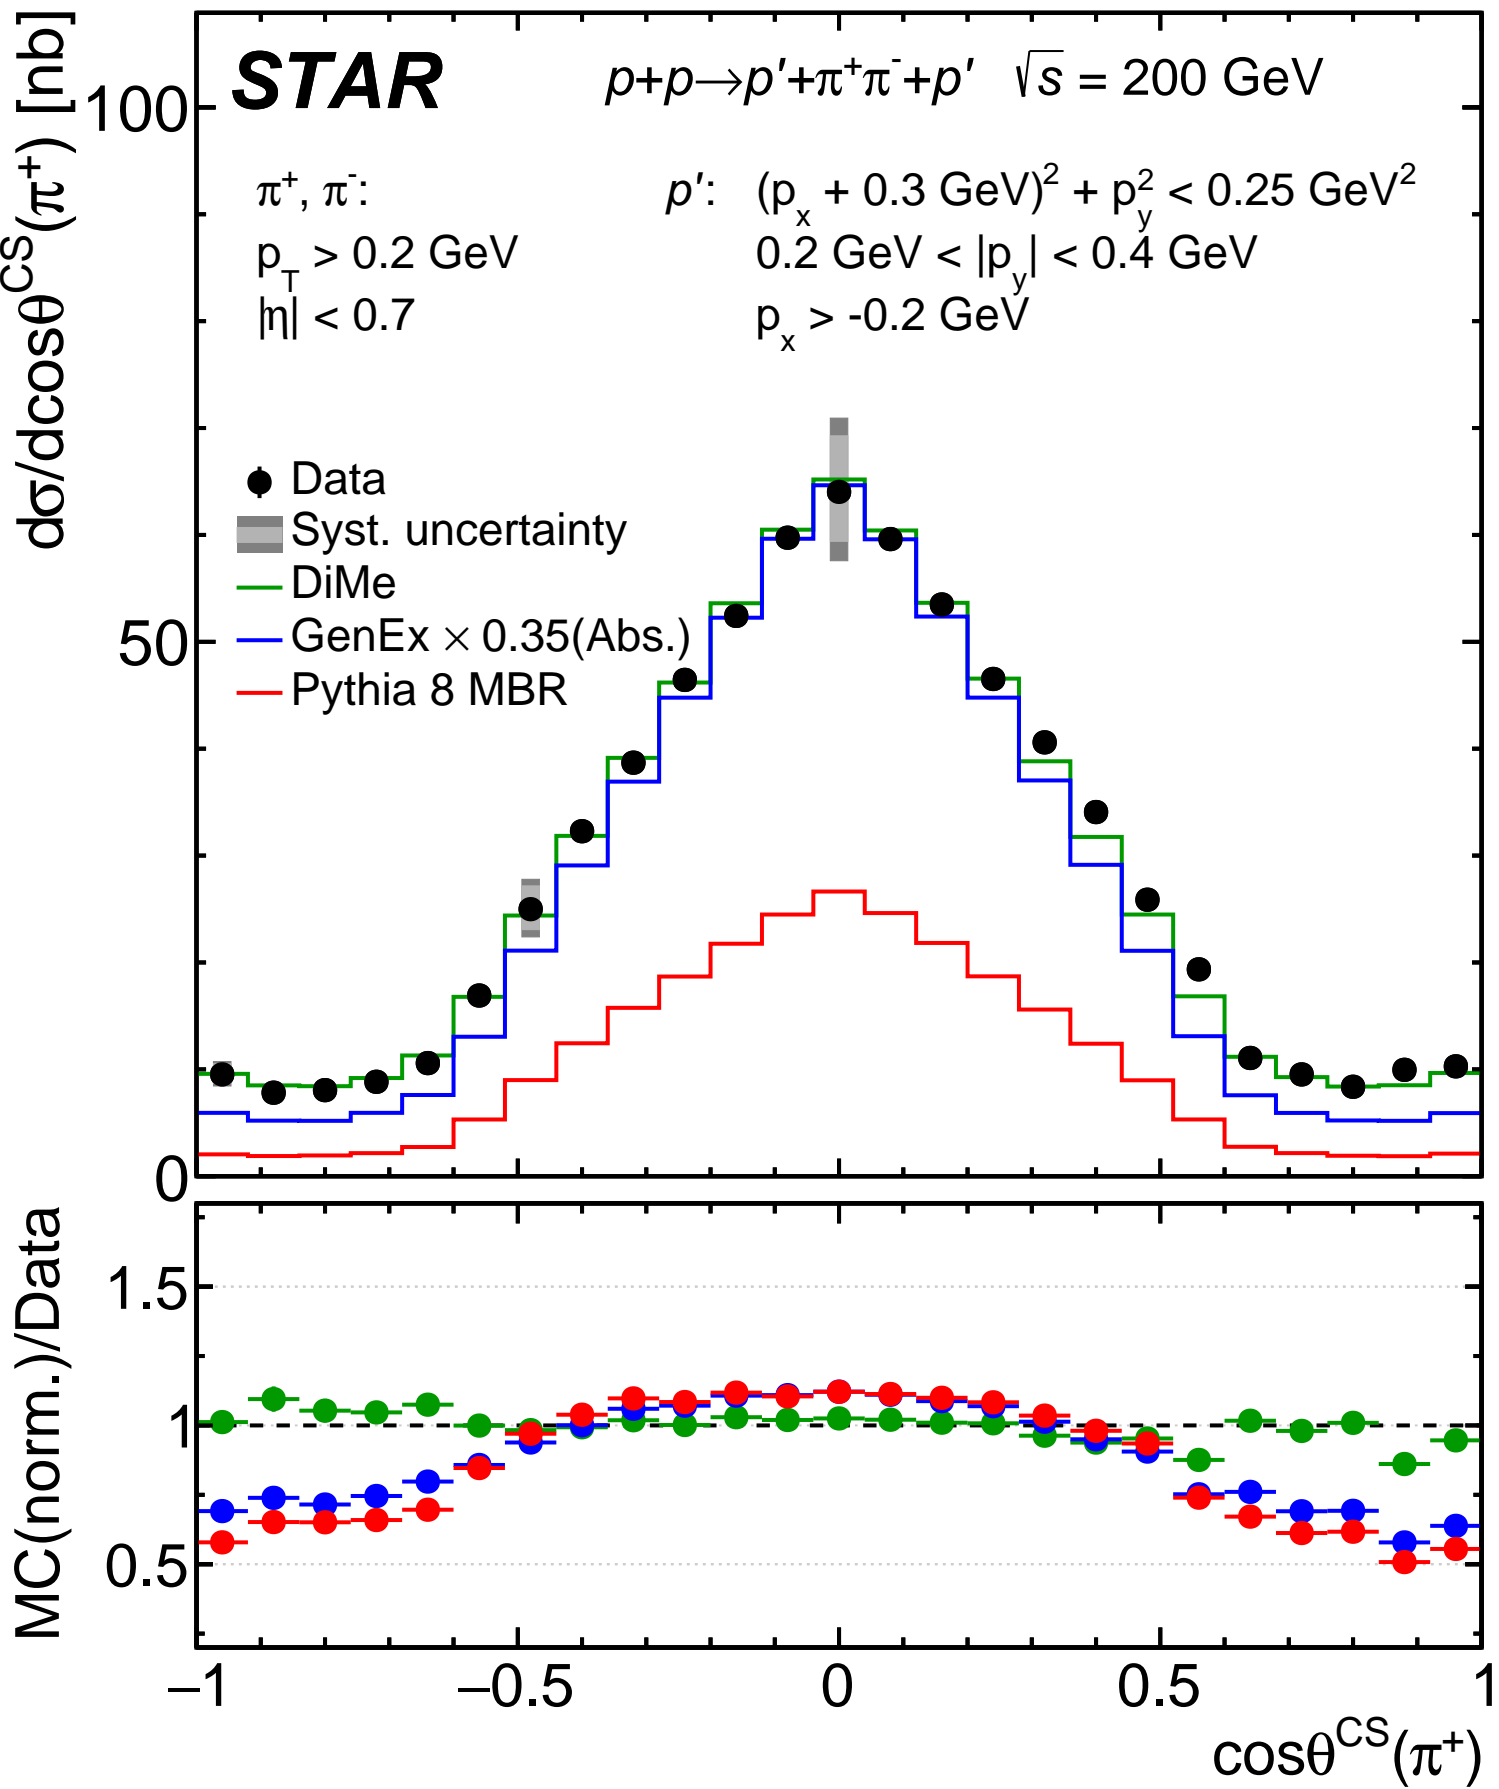 STAR p+p→p′+π⁺π⁻+p′ √s = 200 GeV
π⁺, π⁻: p′: (pₓ + 0.3 GeV)² + p_y² < 0.25 GeV²
p_T > 0.2 GeV 0.2 GeV < |p_y| < 0.4 GeV
|η| < 0.7 pₓ > -0.2 GeV
dσ/dcosθ^CS(π⁺) [nb]
100
50
0
Data
Syst. uncertainty
DiMe
GenEx × 0.35(Abs.)
Pythia 8 MBR
MC(norm.)/Data
1.5
1
0.5
−1 −0.5 0 0.5 1
cosθ^CS(π⁺)